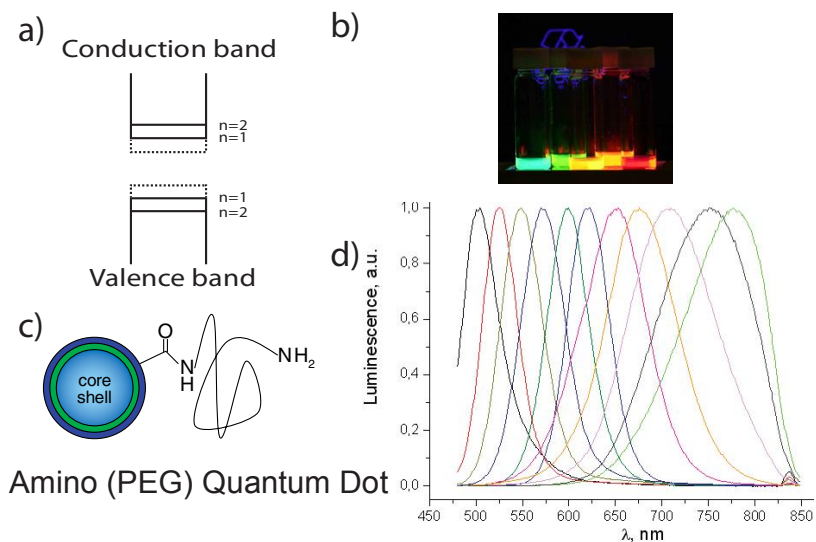 a)
Conduction band
n=2
n=1
n=1
n=2
Valence band
b)
c)
core
shell
O
N
H
NH2
Amino (PEG) Quantum Dot
d)
Luminescence, a.u.
1,0
0,8
0,6
0,4
0,2
0,0
450 500 550 600 650 700 750 800 850
λ, nm